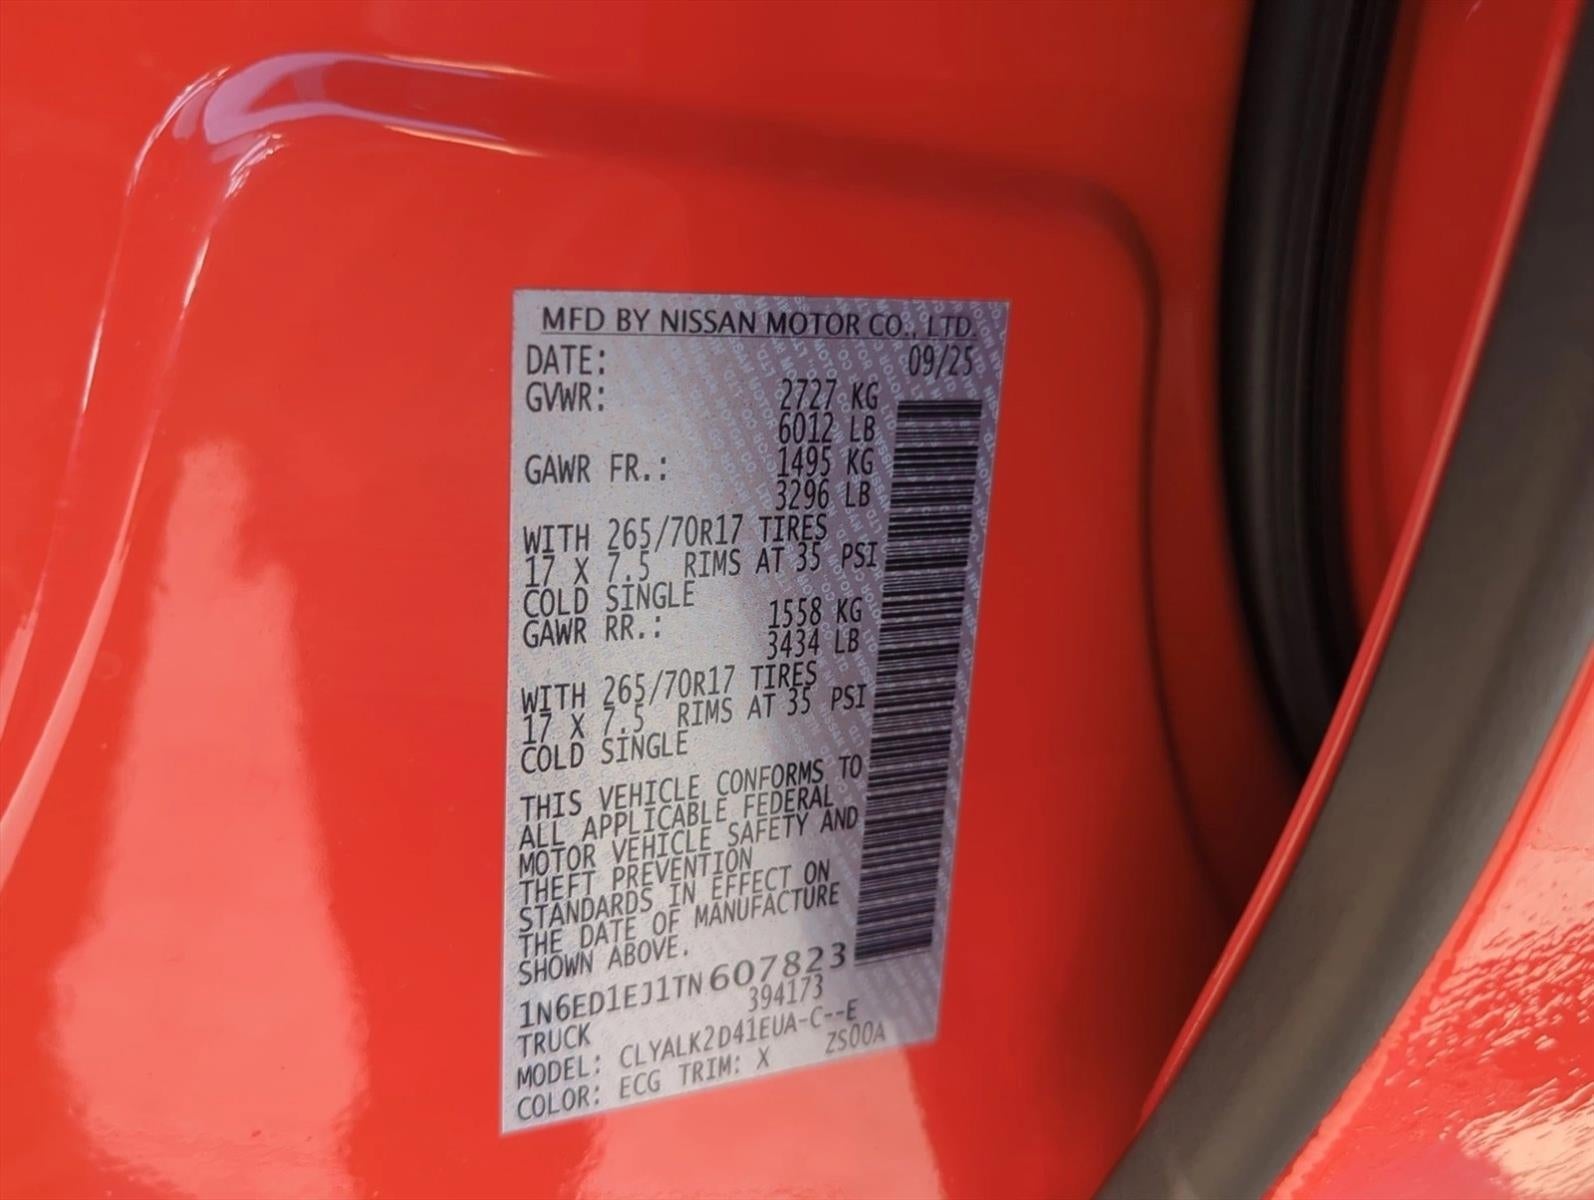 MFD BY NISSAN MOTOR CO., LTD.
DATE: 09/25
GVWR: 2727 KG
6012 LB
GAWR FR.: 1495 KG
3296 LB
WITH 265/70R17 TIRES
17 X 7.5 RIMS AT 35 PSI
COLD SINGLE
GAWR RR.: 1558 KG
3434 LB
WITH 265/70R17 TIRES
17 X 7.5 RIMS AT 35 PSI
COLD SINGLE
THIS VEHICLE CONFORMS TO
ALL APPLICABLE FEDERAL
MOTOR VEHICLE SAFETY AND
THEFT PREVENTION
STANDARDS IN EFFECT ON
THE DATE OF MANUFACTURE
SHOWN ABOVE.
1N6ED1EJ1TN607823
TRUCK 394173
MODEL: CLYALK2D41EUA-C--E
COLOR: ECG TRIM: X ZS00A